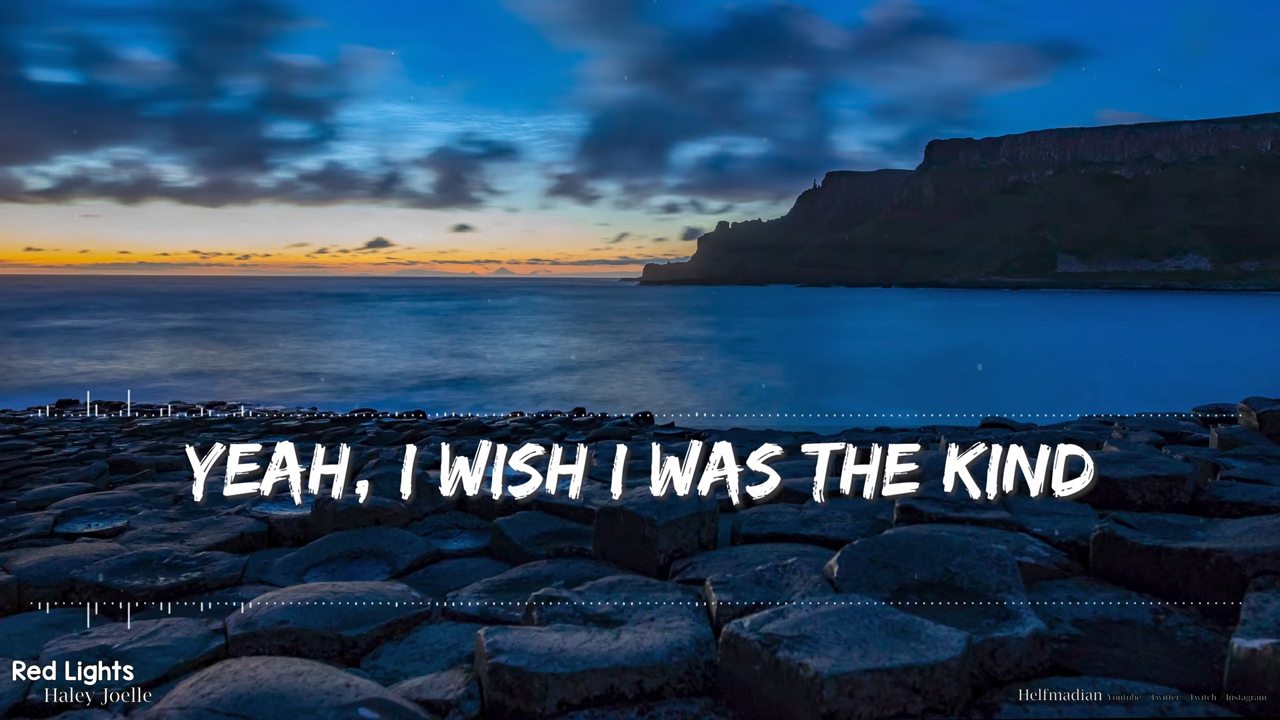 YEAH, I WISH I WAS THE KIND
Red Lights
Haley Joelle
Helfmadian Youtube Twitter Twitch Instagram